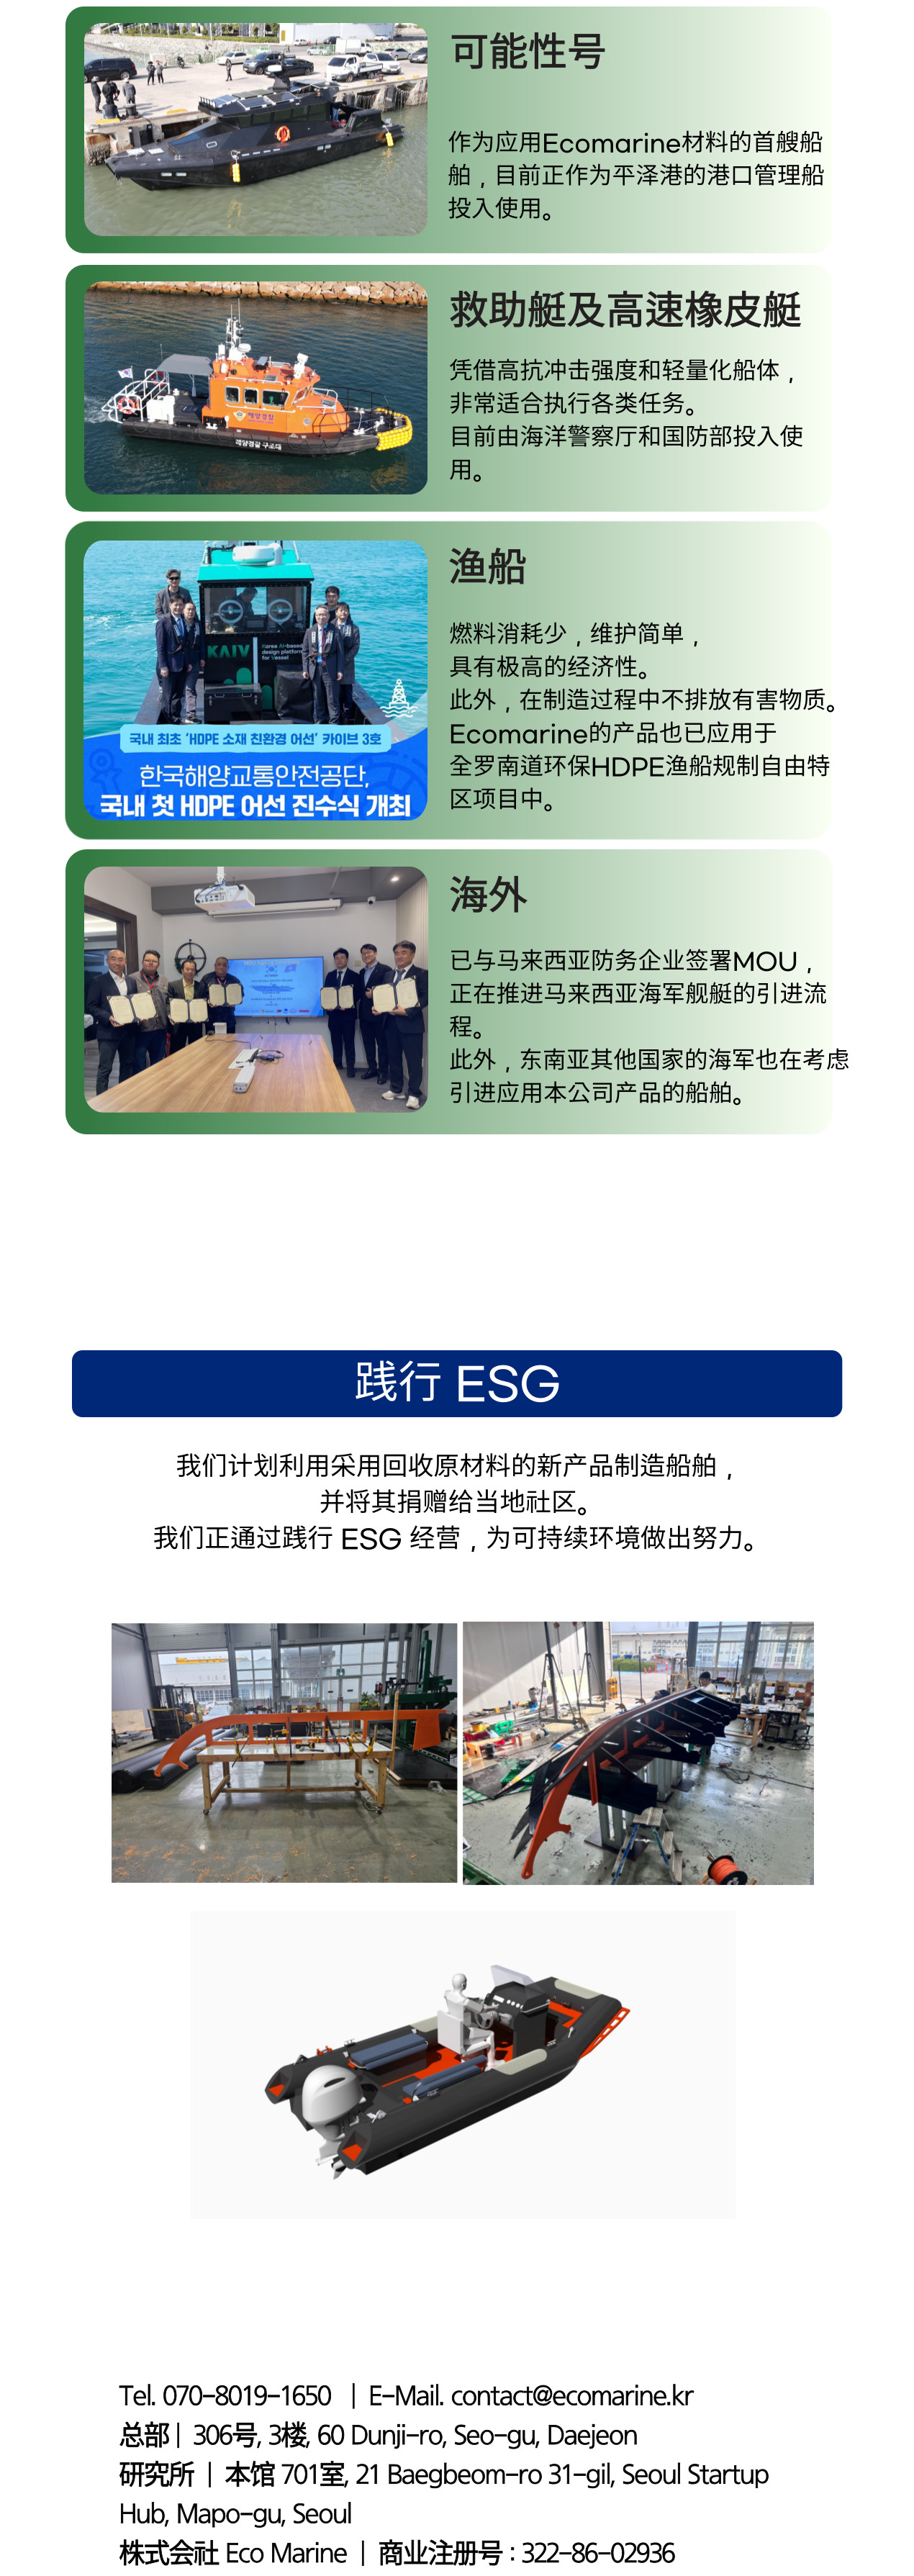 可能性号
作为应用Ecomarine材料的首艘船
舶，目前正作为平泽港的港口管理船
投入使用。
救助艇及高速橡皮艇
凭借高抗冲击强度和轻量化船体，
非常适合执行各类任务。
目前由海洋警察厅和国防部投入使
用。
해양경찰
해양경찰 구조대
渔船
燃料消耗少，维护简单，
具有极高的经济性。
此外，在制造过程中不排放有害物质。
Ecomarine的产品也已应用于
全罗南道环保HDPE渔船规制自由特
区项目中。
KAIV
Korea AI-based
design platform
for Vessel
국내 최초 'HDPE 소재 친환경 어선' 카이브 3호
한국해양교통안전공단,
국내 첫 HDPE 어선 진수식 개최
海外
已与马来西亚防务企业签署MOU，
正在推进马来西亚海军舰艇的引进流
程。
此外，东南亚其他国家的海军也在考虑
引进应用本公司产品的船舶。
践行 ESG
我们计划利用采用回收原材料的新产品制造船舶，
并将其捐赠给当地社区。
我们正通过践行 ESG 经营，为可持续环境做出努力。
Tel. 070-8019-1650 | E-Mail. contact@ecomarine.kr
总部 | 306号, 3楼, 60 Dunji-ro, Seo-gu, Daejeon
研究所 | 本馆 701室, 21 Baegbeom-ro 31-gil, Seoul Startup
Hub, Mapo-gu, Seoul
株式会社 Eco Marine | 商业注册号 : 322-86-02936